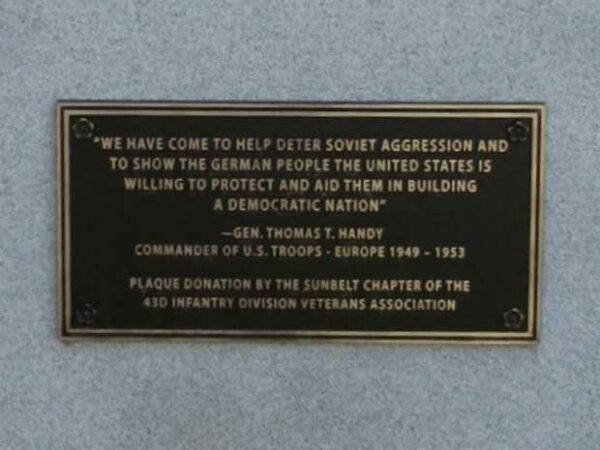 "WE HAVE COME TO HELP DETER SOVIET AGGRESSION AND
TO SHOW THE GERMAN PEOPLE THE UNITED STATES IS
WILLING TO PROTECT AND AID THEM IN BUILDING
A DEMOCRATIC NATION"
—GEN. THOMAS T. HANDY
COMMANDER OF U.S. TROOPS - EUROPE 1949 - 1953
PLAQUE DONATION BY THE SUNBELT CHAPTER OF THE
43D INFANTRY DIVISION VETERANS ASSOCIATION